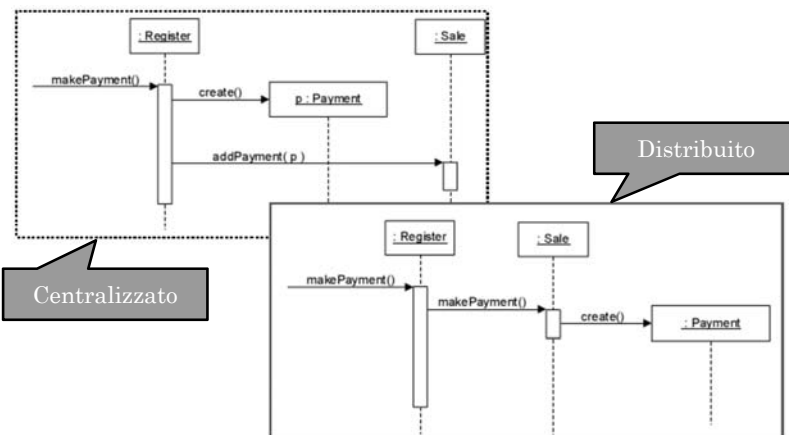 : Register
: Sale
makePayment()
create()
p : Payment
addPayment( p )
Distribuito
Centralizzato
: Register
: Sale
makePayment()
makePayment()
create()
: Payment